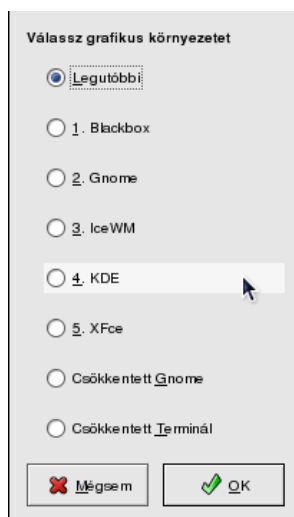 Válassz grafikus környezetet
Legutóbbi
1. Blackbox
2. Gnome
3. IceWM
4. KDE
5. XFce
Csökkentett Gnome
Csökkentett Terminál
Mégsem
OK